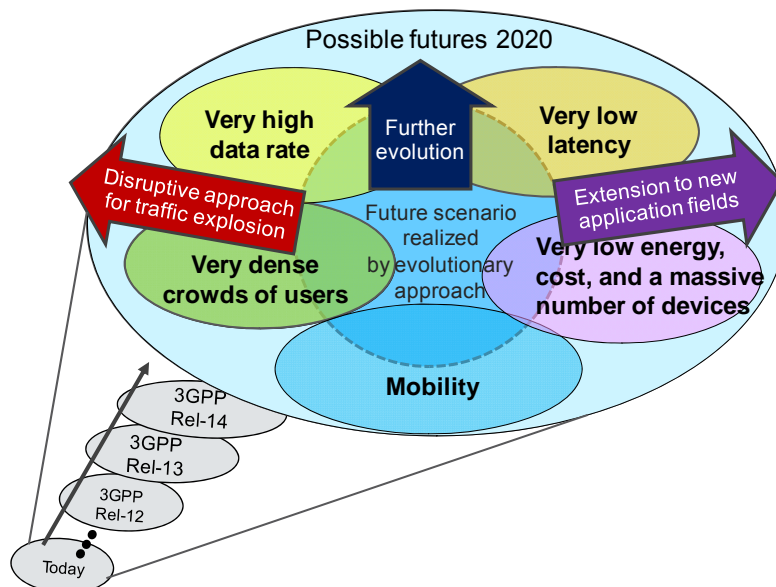 Possible futures 2020
Very high
data rate
Further
evolution
Very low
latency
Disruptive approach
for traffic explosion
Extension to new
application fields
Future scenario
realized
by evolutionary
approach
Very dense
crowds of users
Very low energy,
cost, and a massive
number of devices
Mobility
3GPP
Rel-14
3GPP
Rel-13
3GPP
Rel-12
Today